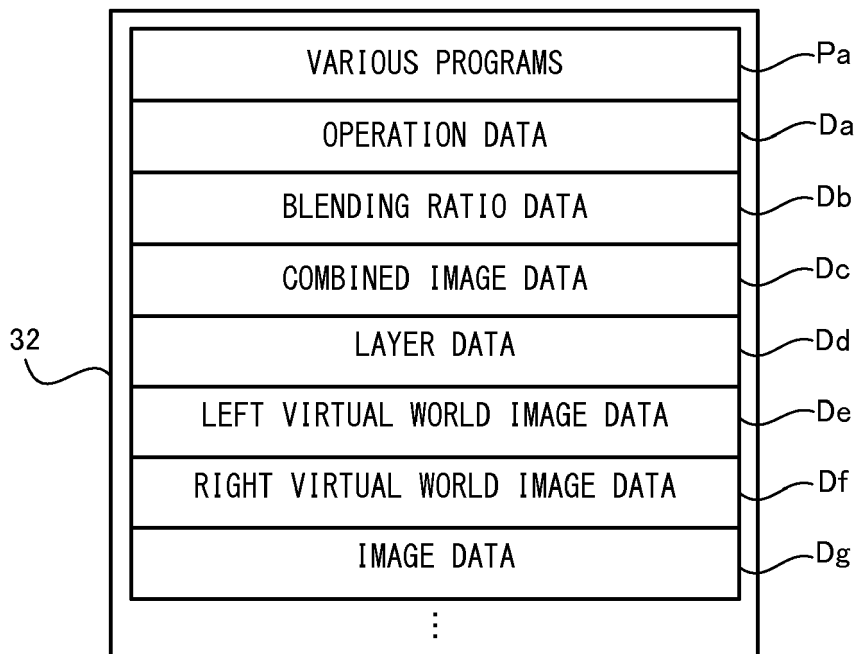 VARIOUS PROGRAMS Pa
OPERATION DATA Da
BLENDING RATIO DATA Db
COMBINED IMAGE DATA Dc
32
LAYER DATA Dd
LEFT VIRTUAL WORLD IMAGE DATA De
RIGHT VIRTUAL WORLD IMAGE DATA Df
IMAGE DATA Dg
⋮